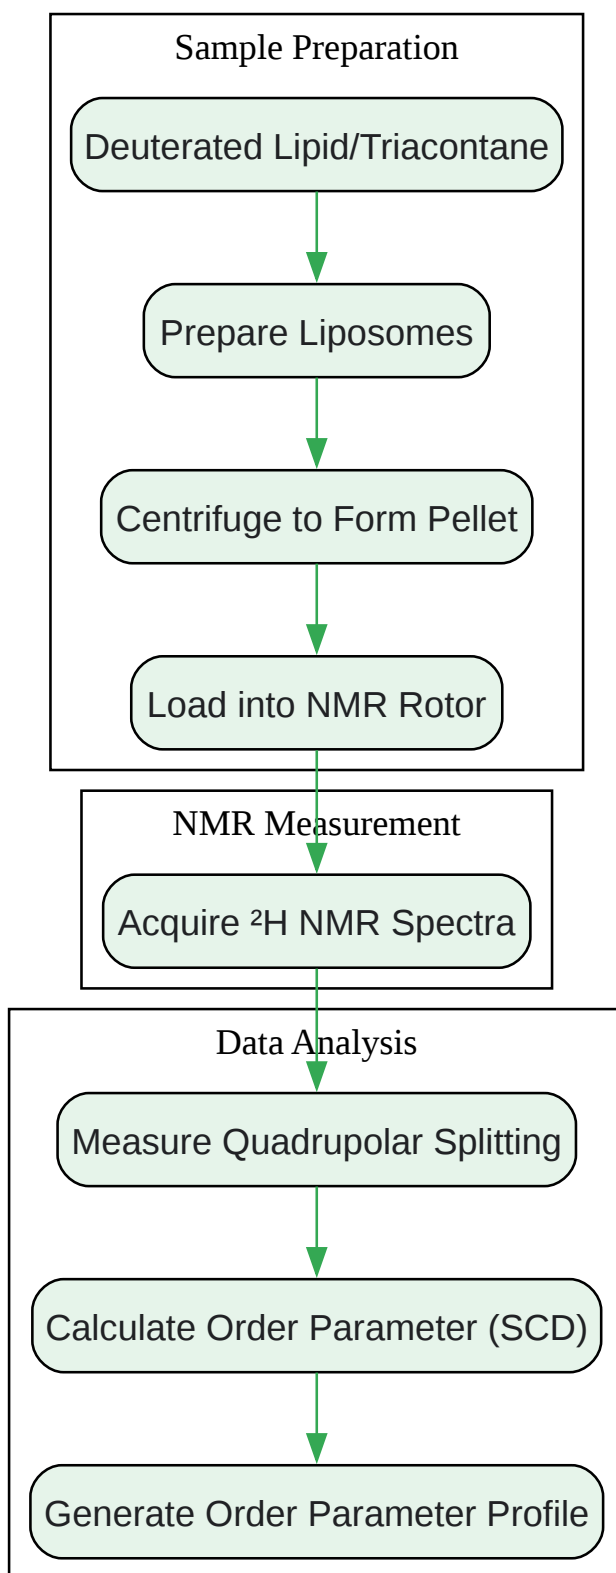 Sample Preparation
Deuterated Lipid/Triacontane
Prepare Liposomes
Centrifuge to Form Pellet
Load into NMR Rotor
NMR Measurement
Acquire ²H NMR Spectra
Data Analysis
Measure Quadrupolar Splitting
Calculate Order Parameter (SCD)
Generate Order Parameter Profile